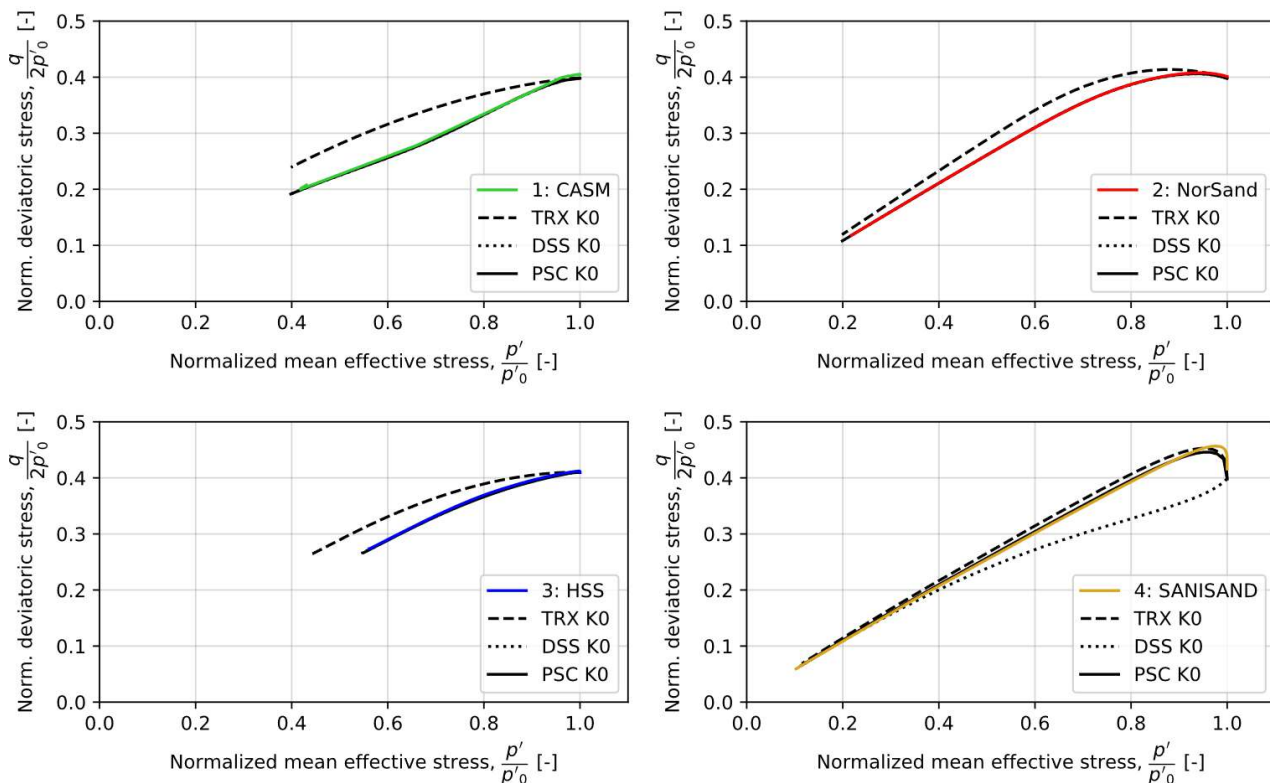 Norm. deviatoric stress, q/2p'₀ [-]
0.5
0.4
0.3
0.2
0.1
0.0
1: CASM
TRX K0
DSS K0
PSC K0
0.0 0.2 0.4 0.6 0.8 1.0
Normalized mean effective stress, p'/p'₀ [-]
Norm. deviatoric stress, q/2p'₀ [-]
0.5
0.4
0.3
0.2
0.1
0.0
2: NorSand
TRX K0
DSS K0
PSC K0
0.0 0.2 0.4 0.6 0.8 1.0
Normalized mean effective stress, p'/p'₀ [-]
Norm. deviatoric stress, q/2p'₀ [-]
0.5
0.4
0.3
0.2
0.1
0.0
3: HSS
TRX K0
DSS K0
PSC K0
0.0 0.2 0.4 0.6 0.8 1.0
Normalized mean effective stress, p'/p'₀ [-]
Norm. deviatoric stress, q/2p'₀ [-]
0.5
0.4
0.3
0.2
0.1
0.0
4: SANISAND
TRX K0
DSS K0
PSC K0
0.0 0.2 0.4 0.6 0.8 1.0
Normalized mean effective stress, p'/p'₀ [-]